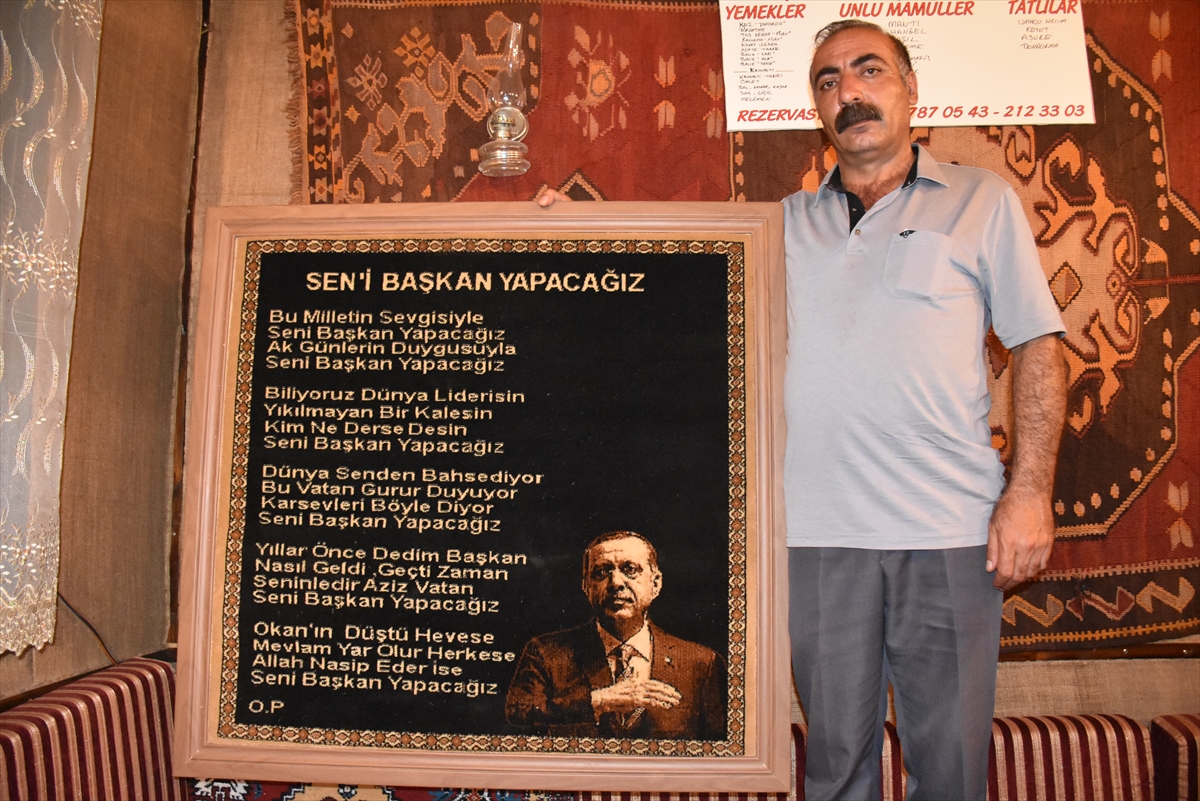 YEMEKLER
UNLU MAMÜLLER
TATLILAR
MANTI
AŞURE
REZERVAS
787 05 43 - 212 33 03
SEN'İ BAŞKAN YAPACAĞIZ
Bu Milletin Sevgisiyle
Seni Başkan Yapacağız
Ak Günlerin Duygusuyla
Seni Başkan Yapacağız
Biliyoruz Dünya Liderisin
Yıkılmayan Bir Kalesin
Kim Ne Derse Desin
Seni Başkan Yapacağız
Dünya Senden Bahsediyor
Bu Vatan Gurur Duyuyor
Karsevleri Böyle Diyor
Seni Başkan Yapacağız
Yıllar Önce Dedim Başkan
Nasıl Geldi ,Geçti Zaman
Seninledir Aziz Vatan
Seni Başkan Yapacağız
Okan'ın Düştü Hevese
Mevlam Yar Olur Herkese
Allah Nasip Eder ise
Seni Başkan Yapacağız
O.P